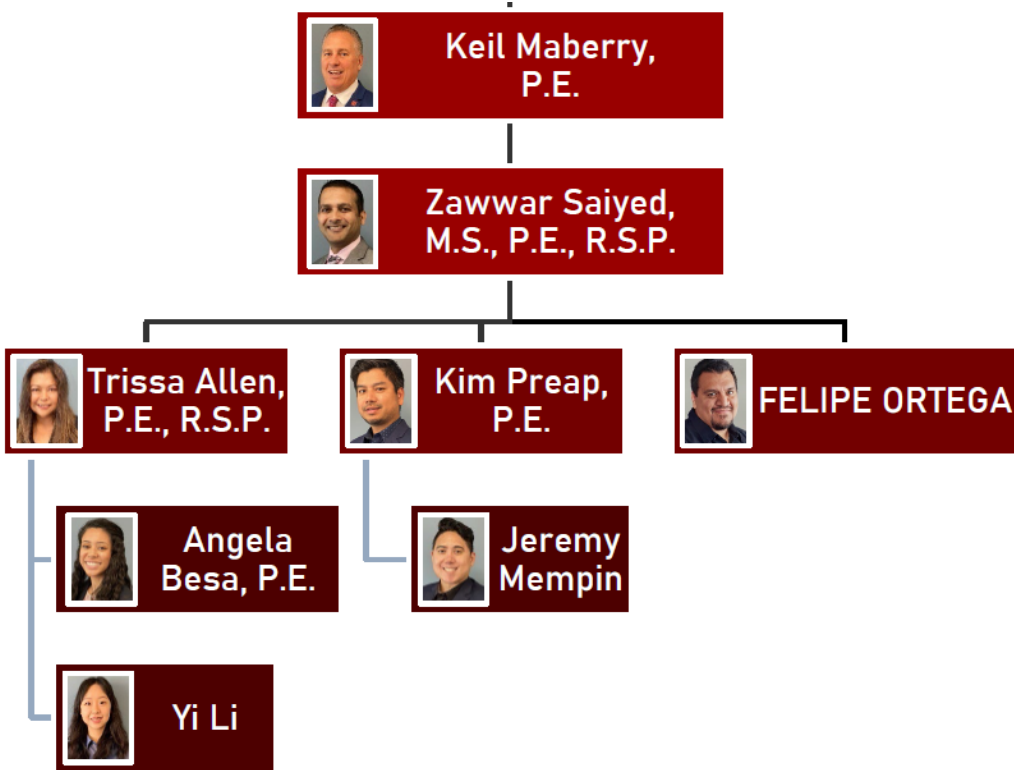 Keil Maberry,
P.E.
Zawwar Saiyed,
M.S., P.E., R.S.P.
Trissa Allen,
P.E., R.S.P.
Kim Preap,
P.E.
FELIPE ORTEGA
Angela
Besa, P.E.
Jeremy
Mempin
Yi Li